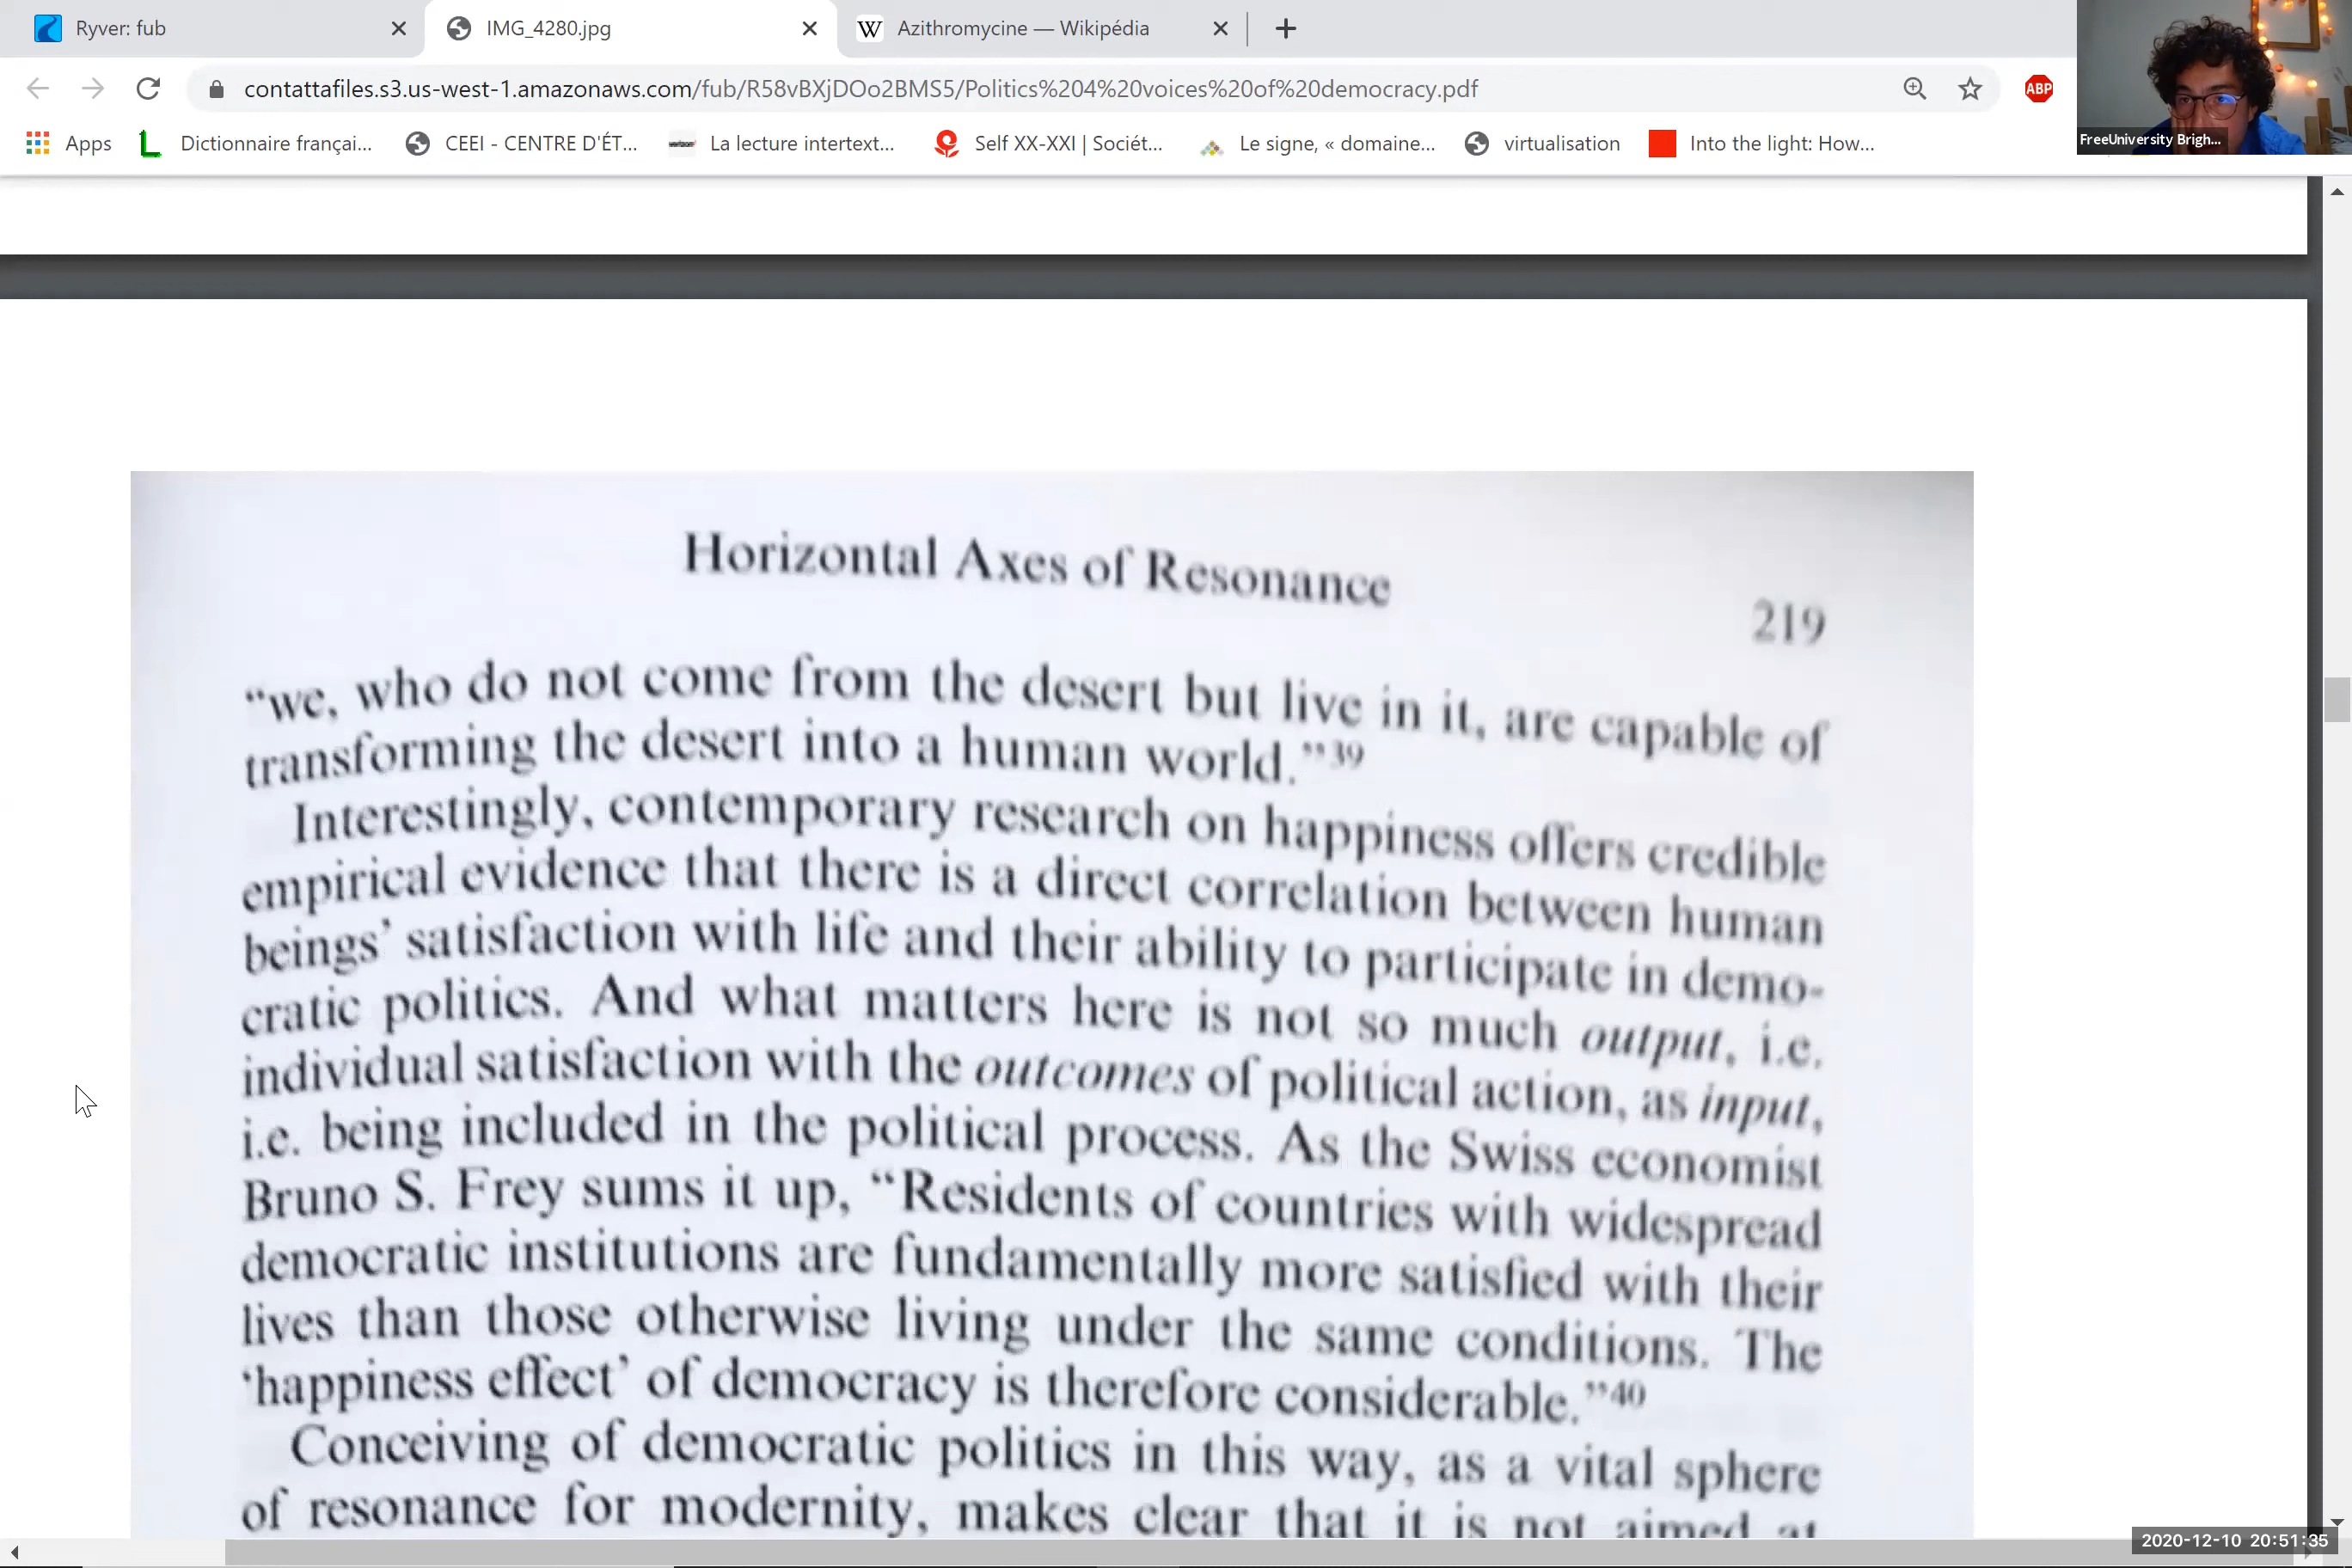 Ryver: fub
IMG_4280.jpg
Azithromycine — Wikipédia
contattafiles.s3.us-west-1.amazonaws.com/fub/R58vBXjDOo2BMS5/Politics%204%20voices%20of%20democracy.pdf
ABP
Apps
Dictionnaire françai...
CEEI - CENTRE D'ÉT...
La lecture intertext...
Self XX-XXI | Sociét...
Le signe, « domaine...
virtualisation
Into the light: How...
FreeUniversity Brigh...
Horizontal Axes of Resonance
219
“we, who do not come from the desert but live in it, are capable of
transforming the desert into a human world.”39
Interestingly, contemporary research on happiness offers credible
empirical evidence that there is a direct correlation between human
beings’ satisfaction with life and their ability to participate in demo-
cratic politics. And what matters here is not so much output, i.e.
individual satisfaction with the outcomes of political action, as input,
i.e. being included in the political process. As the Swiss economist
Bruno S. Frey sums it up, “Residents of countries with widespread
democratic institutions are fundamentally more satisfied with their
lives than those otherwise living under the same conditions. The
‘happiness effect’ of democracy is therefore considerable.”40
Conceiving of democratic politics in this way, as a vital sphere
of resonance for modernity, makes clear that it is not aimed at
2020-12-10 20:51:35